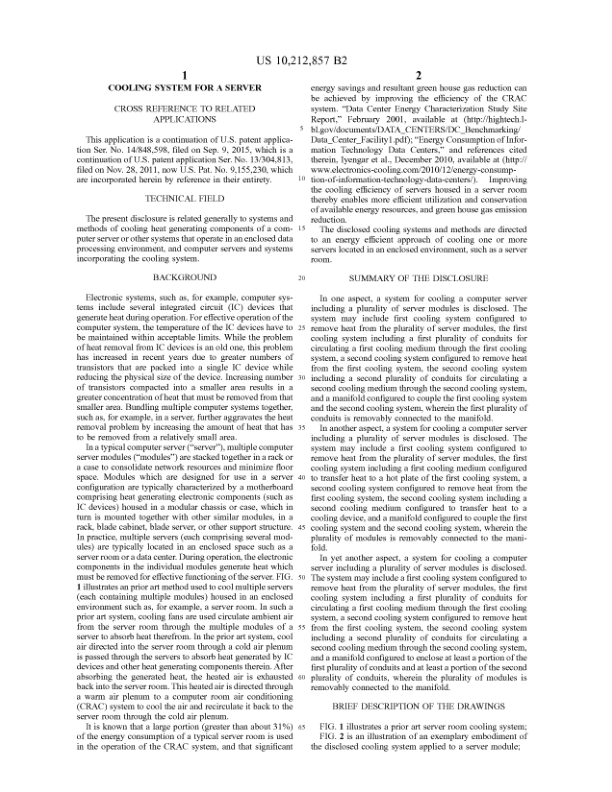 US 10,212,857 B2
1
COOLING SYSTEM FOR A SERVER
CROSS REFERENCE TO RELATED
APPLICATIONS
This application is a continuation of U.S. patent applica-
tion Ser. No. 14/848,598, filed on Sep. 9, 2015, which is a
continuation of U.S. patent application Ser. No. 13/304,813,
filed on Nov. 28, 2011, now U.S. Pat. No. 9,155,230, which
are incorporated herein by reference in their entirety.
TECHNICAL FIELD
The present disclosure is related generally to systems and
methods of cooling heat generating components of a com-
puter server or other systems that operate in an enclosed data
processing environment, and computer servers and systems
incorporating the cooling system.
BACKGROUND
Electronic systems, such as, for example, computer sys-
tems include several integrated circuit (IC) devices that
generate heat during operation. For effective operation of the
computer system, the temperature of the IC devices have to
be maintained within acceptable limits. While the problem
of heat removal from IC devices is an old one, this problem
has increased in recent years due to greater numbers of
transistors that are packed into a single IC device while
reducing the physical size of the device. Increasing number
of transistors compacted into a smaller area results in a
greater concentration of heat that must be removed from that
smaller area. Bundling multiple computer systems together,
such as, for example, in a server, further aggravates the heat
removal problem by increasing the amount of heat that has
to be removed from a relatively small area.
In a typical computer server (“server”), multiple computer
server modules (“modules”) are stacked together in a rack or
a case to consolidate network resources and minimize floor
space. Modules which are designed for use in a server
configuration are typically characterized by a motherboard
comprising heat generating electronic components (such as
IC devices) housed in a modular chassis or case, which in
turn is mounted together with other similar modules, in a
rack, blade cabinet, blade server, or other support structure.
In practice, multiple servers (each comprising several mod-
ules) are typically located in an enclosed space such as a
server room or a data center. During operation, the electronic
components in the individual modules generate heat which
must be removed for effective functioning of the server. FIG.
1 illustrates an prior art method used to cool multiple servers
(each containing multiple modules) housed in an enclosed
environment such as, for example, a server room. In such a
prior art system, cooling fans are used circulate ambient air
from the server room through the multiple modules of a
server to absorb heat therefrom. In the prior art system, cool
air directed into the server room through a cold air plenum
is passed through the servers to absorb heat generated by IC
devices and other heat generating components therein. After
absorbing the generated heat, the heated air is exhausted
back into the server room. This heated air is directed through
a warm air plenum to a computer room air conditioning
(CRAC) system to cool the air and recirculate it back to the
server room through the cold air plenum.
It is known that a large portion (greater than about 31%)
of the energy consumption of a typical server room is used
in the operation of the CRAC system, and that significant
5
10
15
20
25
30
35
40
45
50
55
60
65
2
energy savings and resultant green house gas reduction can
be achieved by improving the efficiency of the CRAC
system. “Data Center Energy Characterization Study Site
Report,” February 2001, available at (http://hightech.l-
bl.gov/documents/DATA_CENTERS/DC_Benchmarking/
Data_Center_Facility1.pdf); “Energy Consumption of Infor-
mation Technology Data Centers,” and references cited
therein, lyengar et al., December 2010, available at (http://
www.electronics-cooling.com/2010/12/energy-consump-
tion-of-information-technology-data-centers/). Improving
the cooling efficiency of servers housed in a server room
thereby enables more efficient utilization and conservation
of available energy resources, and green house gas emission
reduction.
The disclosed cooling systems and methods are directed
to an energy efficient approach of cooling one or more
servers located in an enclosed environment, such as a server
room.
SUMMARY OF THE DISCLOSURE
In one aspect, a system for cooling a computer server
including a plurality of server modules is disclosed. The
system may include first cooling system configured to
remove heat from the plurality of server modules, the first
cooling system including a plurality of conduits for
circulating a first cooling medium through the first cooling
system, a second cooling system configured to remove heat
from the first cooling system, the second cooling system
including a second plurality of conduits for circulating a
second cooling medium through the second cooling system,
and a manifold configured to couple the first cooling system
and the second cooling system, wherein the first plurality of
conduits is removably connected to the manifold.
In another aspect, a system for cooling a computer server
including a plurality of server modules is disclosed. The
system may include a first cooling system configured to
remove heat from the plurality of server modules, the first
cooling system including a first cooling medium configured
to transfer heat to a hot plate of the first cooling system, a
second cooling system configured to remove heat from the
first cooling system, the second cooling system including a
second cooling medium configured to transfer heat to a
cooling device, and a manifold configured to couple the first
cooling system and the second cooling system, wherein the
plurality of modules is removably connected to the mani-
fold.
In yet another aspect, a system for cooling a computer
server including a plurality of server modules is disclosed.
The system may include a first cooling system configured to
remove heat from the plurality of server modules, the first
cooling system including a first plurality of conduits for
circulating a first cooling medium through the first cooling
system, a second cooling system configured to remove heat
from the first cooling system, the second cooling system
including a second plurality of conduits for circulating a
second cooling medium through the second cooling system,
and a manifold configured to enclose at least a portion of the
first plurality of conduits and at least a portion of the second
plurality of conduits, wherein the plurality of modules is
removably connected to the manifold.
BRIEF DESCRIPTION OF THE DRAWINGS
FIG. 1 illustrates a prior art server room cooling system;
FIG. 2 is an illustration of an exemplary embodiment of
the disclosed cooling system applied to a server module;